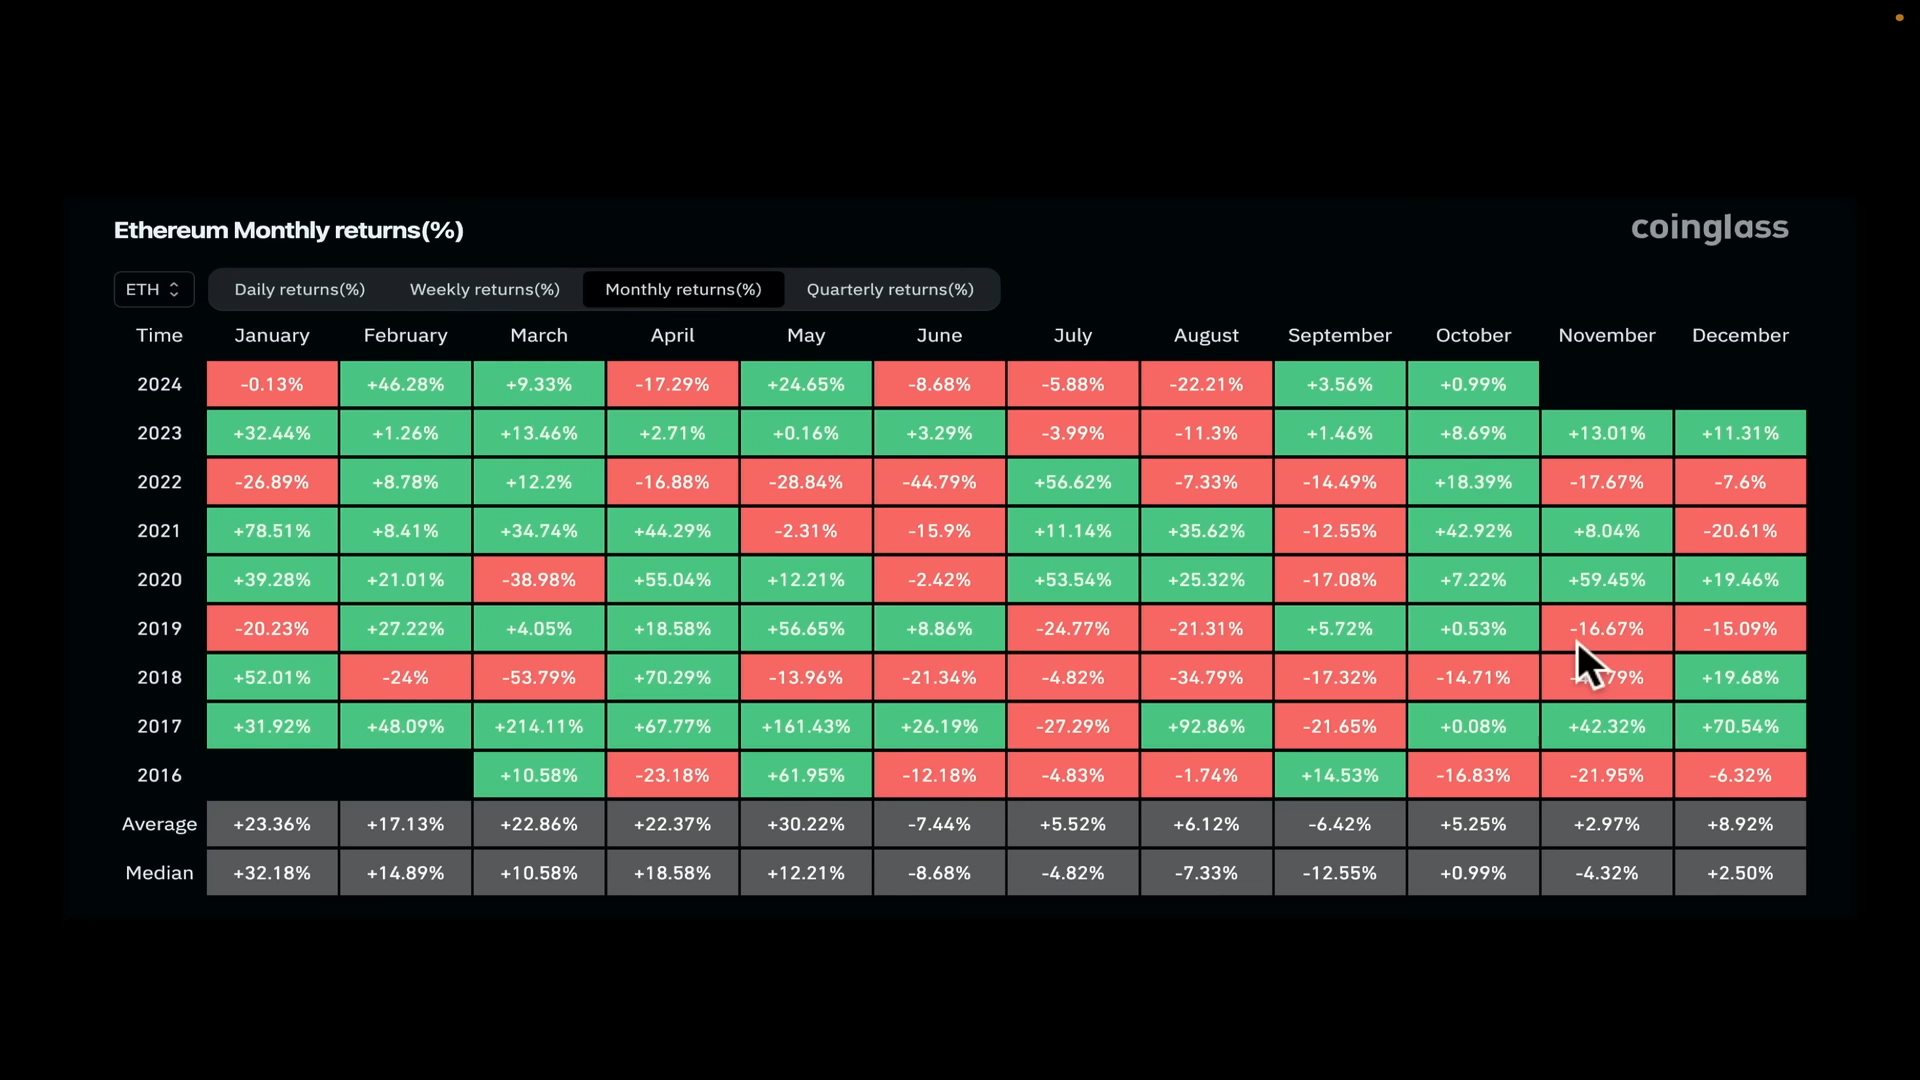 Ethereum Monthly returns(%)
coinglass
ETH
Daily returns(%) Weekly returns(%) Monthly returns(%) Quarterly returns(%)
Time January February March April May June July August September October November December
2024 -0.13% +46.28% +9.33% -17.29% +24.65% -8.68% -5.88% -22.21% +3.56% +0.99%
2023 +32.44% +1.26% +13.46% +2.71% +0.16% +3.29% -3.99% -11.3% +1.46% +8.69% +13.01% +11.31%
2022 -26.89% +8.78% +12.2% -16.88% -28.84% -44.79% +56.62% -7.33% -14.49% +18.39% -17.67% -7.6%
2021 +78.51% +8.41% +34.74% +44.29% -2.31% -15.9% +11.14% +35.62% -12.55% +42.92% +8.04% -20.61%
2020 +39.28% +21.01% -38.98% +55.04% +12.21% -2.42% +53.54% +25.32% -17.08% +7.22% +59.45% +19.46%
2019 -20.23% +27.22% +4.05% +18.58% +56.65% +8.86% -24.77% -21.31% +5.72% +0.53% -16.67% -15.09%
2018 +52.01% -24% -53.79% +70.29% -13.96% -21.34% -4.82% -34.79% -17.32% -14.71% +19.68%
2017 +31.92% +48.09% +214.11% +67.77% +161.43% +26.19% -27.29% +92.86% -21.65% +0.08% +42.32% +70.54%
2016 +10.58% -23.18% +61.95% -12.18% -4.83% -1.74% +14.53% -16.83% -21.95% -6.32%
Average +23.36% +17.13% +22.86% +22.37% +30.22% -7.44% +5.52% +6.12% -6.42% +5.25% +2.97% +8.92%
Median +32.18% +14.89% +10.58% +18.58% +12.21% -8.68% -4.82% -7.33% -12.55% +0.99% -4.32% +2.50%